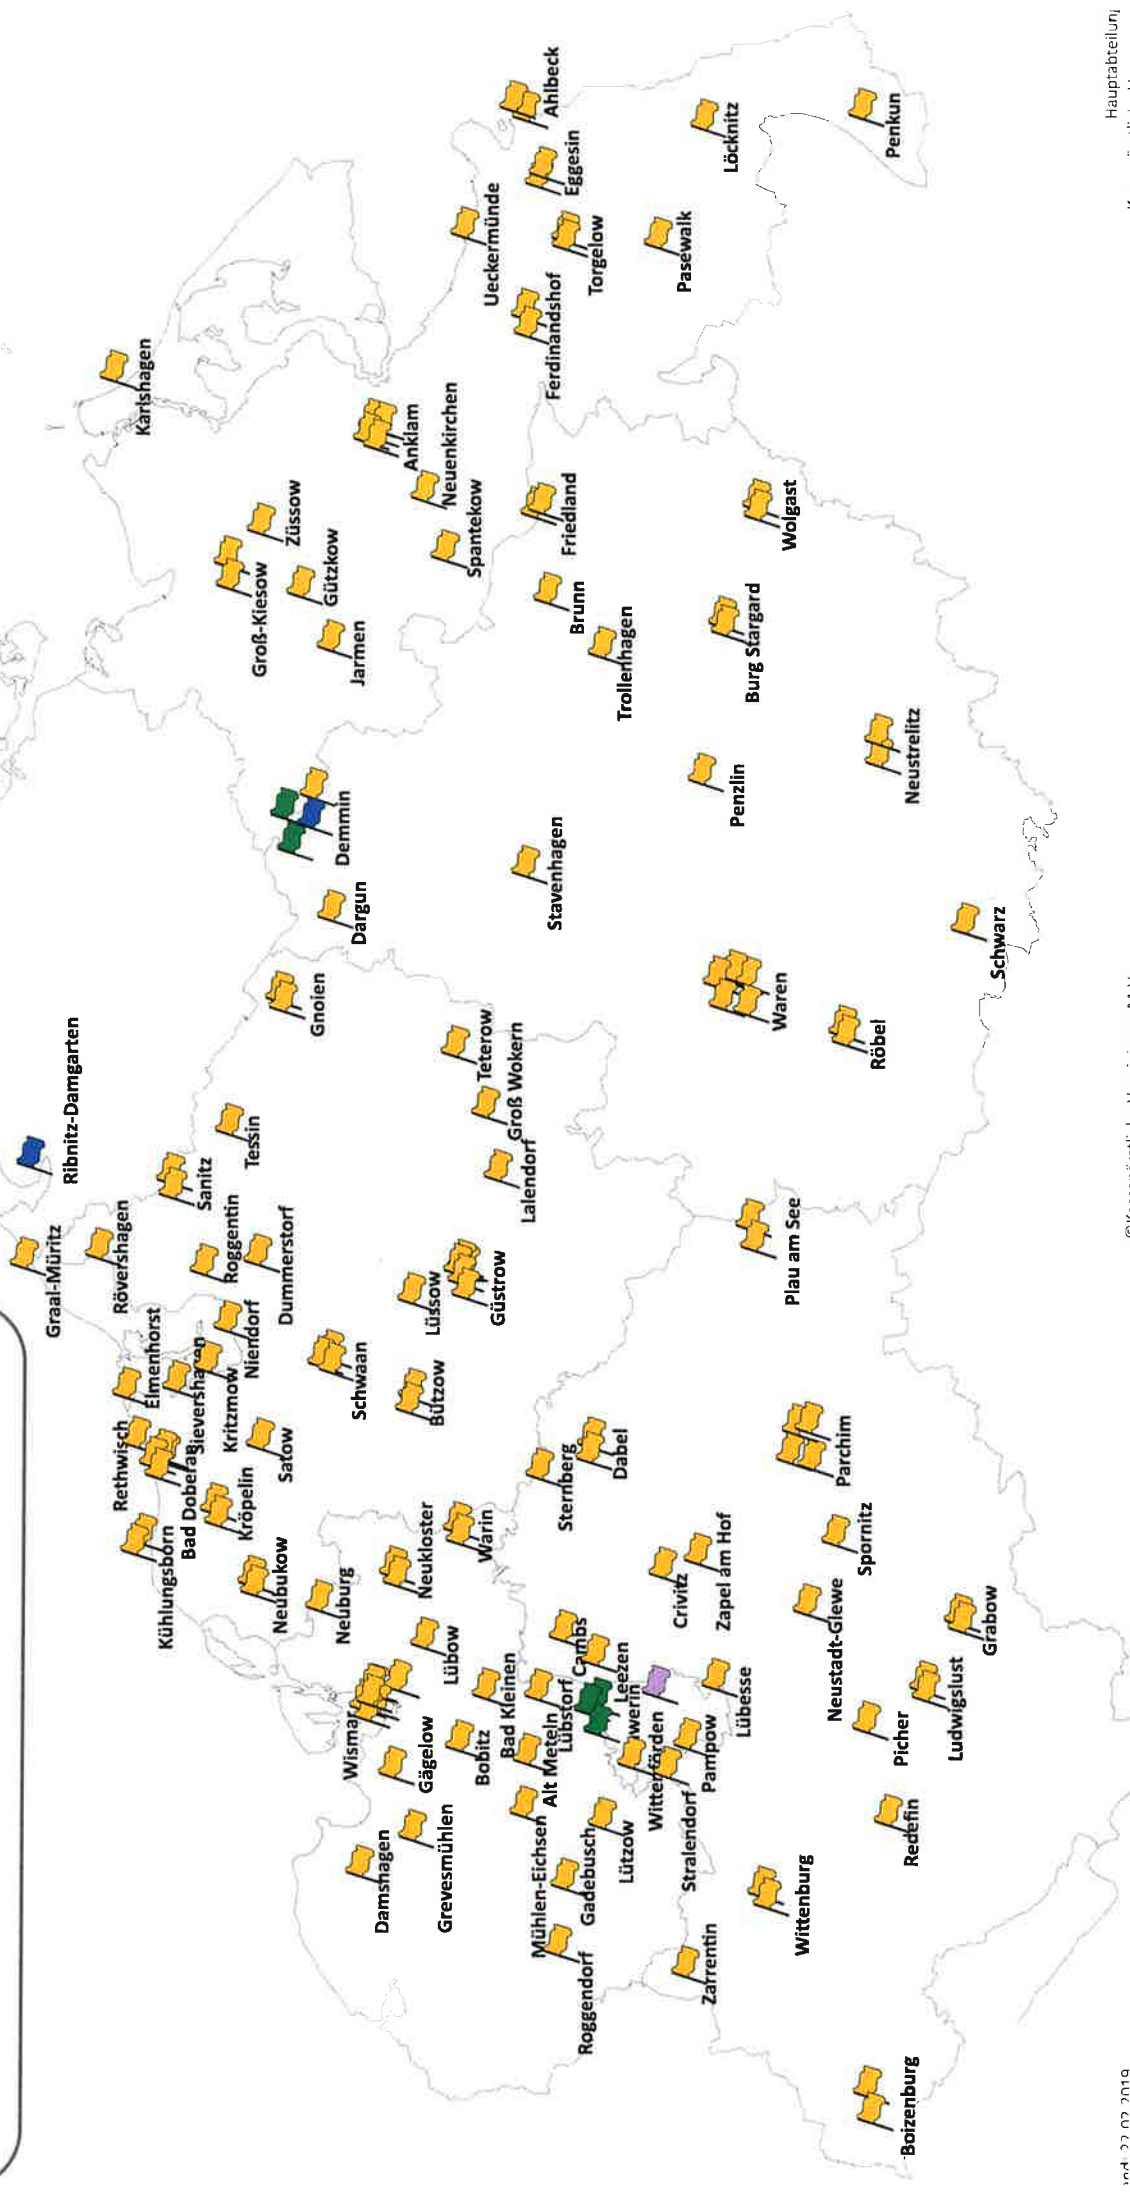 Graal-Müritz
Ribnitz-Damgarten
Rövershagen
Rethwisch
Elmenhorst
Karlshagen
Kühlungsborn
Bad Doberan
Sievershagen
Sanitz
Kritzmow
Roggentin
Kröpelin
Niendorf
Tessin
Groß-Kiesow
Neubukow
Satow
Dummerstorf
Züssow
Gnoien
Gützkow
Neuburg
Demmin
Wismar
Schwaan
Dargun
Jarmen
Damshagen
Anklam
Gägelow
Neukloster
Bützow
Lüssow
Grevesmühlen
Lübow
Neuenkirchen
Bobitz
Warin
Teterow
Spantekow
Ueckermünde
Bad Kleinen
Güstrow
Groß Wokern
Mühlen-Eichsen
Alt Meteln
Lübstorf
Sternberg
Lalendorf
Stavenhagen
Friedland
Ferdinandshof
Ahlbeck
Roggendorf
Gadebusch
Cambs
Brunn
Eggesin
Lützow
Leezen
Dabel
Trollenhagen
Torgelow
Wittenförden
Stralendorf
Crivitz
Pasewalk
Zarrentin
Pampow
Zapel am Hof
Löcknitz
Lübesse
Penzlin
Burg Stargard
Wittenburg
Plau am See
Waren
Wolgast
Neustadt-Glewe
Parchim
Spornitz
Röbel
Boizenburg
Redefin
Picher
Neustrelitz
Penkun
Ludwigslust
Grabow
Schwarz
Hauptabteilung